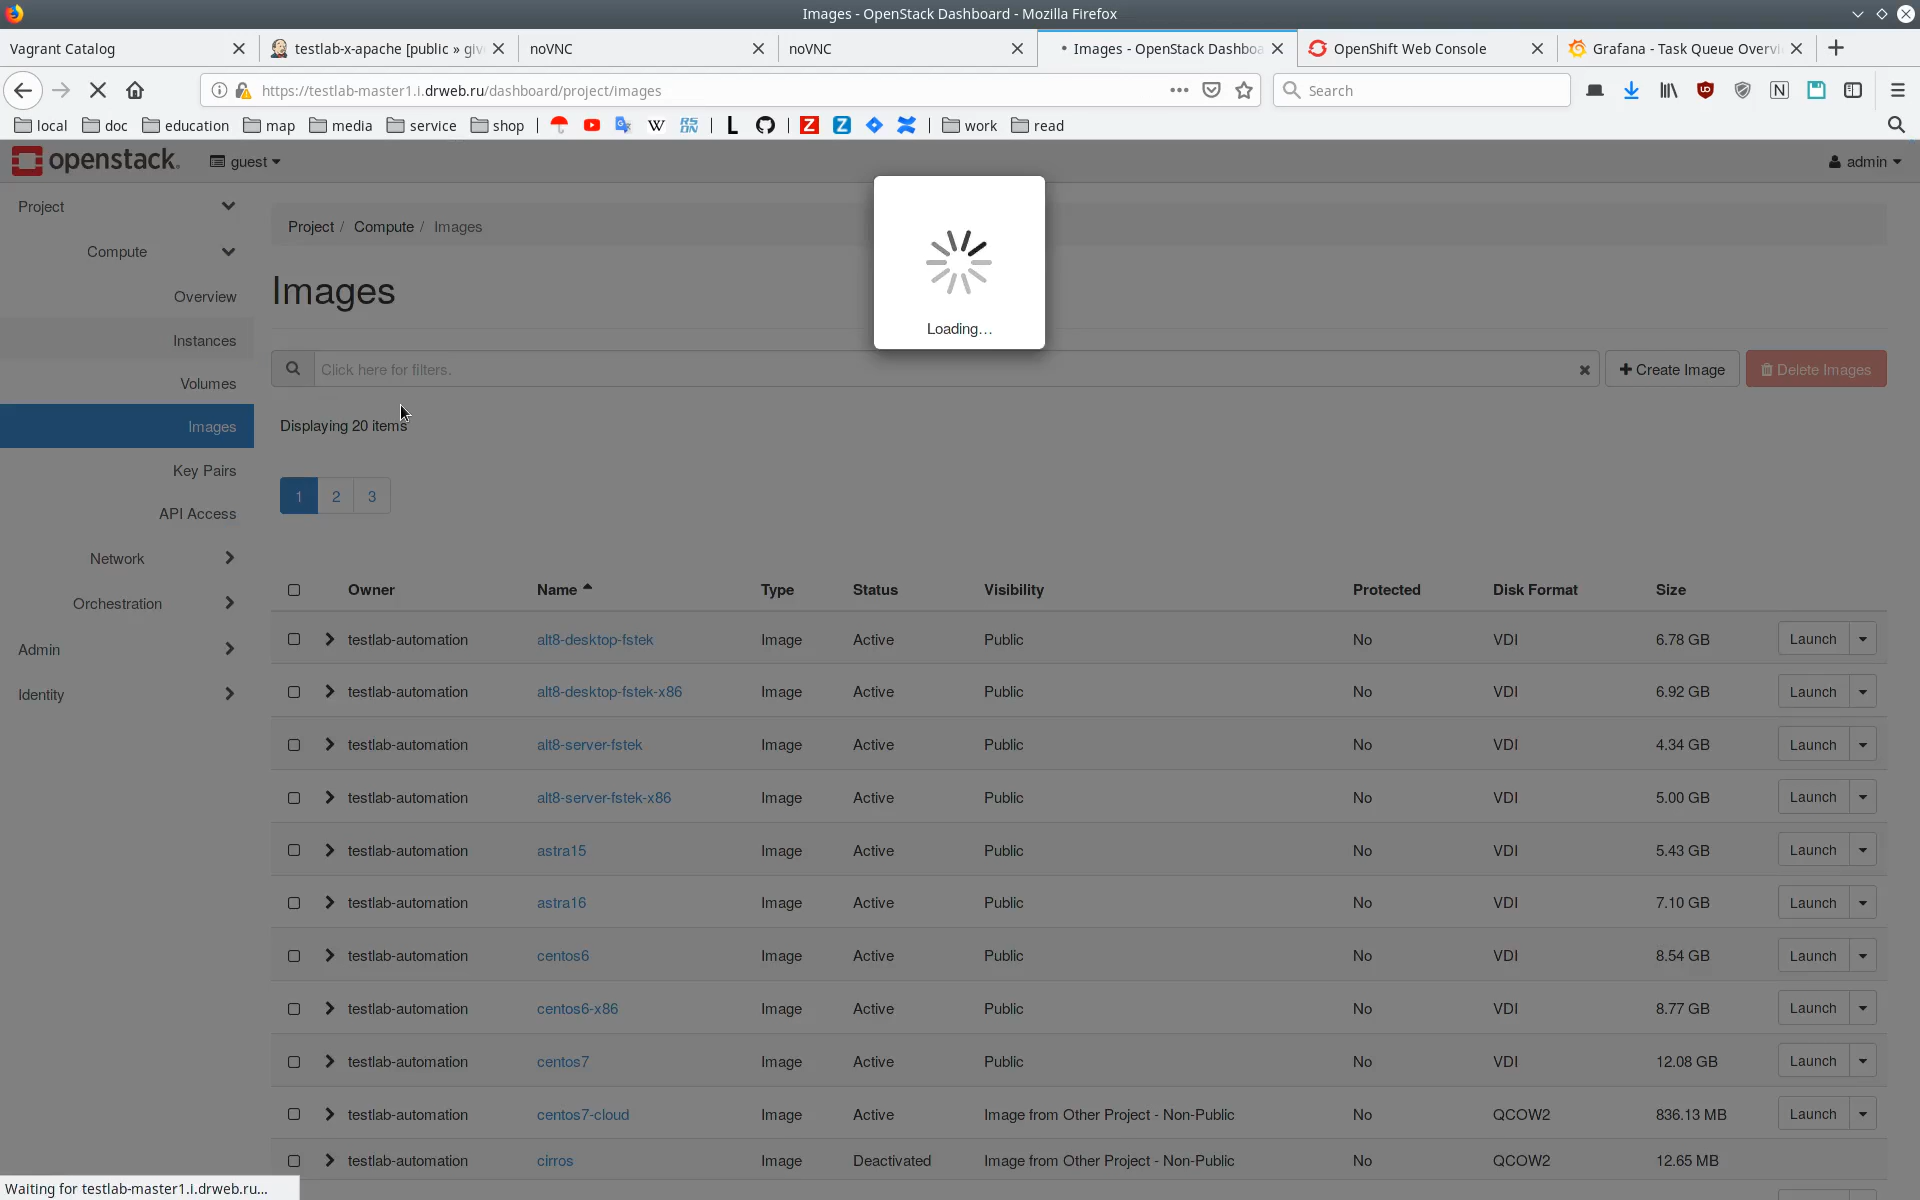 Images - OpenStack Dashboard - Mozilla Firefox
Vagrant Catalog
testlab-x-apache [public » giv
noVNC
noVNC
Images - OpenStack Dashboa
OpenShift Web Console
Grafana - Task Queue Overvi
https://testlab-master1.i.drweb.ru/dashboard/project/images
Search
local doc education map media service shop work read
openstack.
guest
admin
Project
Compute
Overview
Instances
Volumes
Images
Key Pairs
API Access
Network
Orchestration
Admin
Identity
Project / Compute / Images
Loading…
Images
Click here for filters.
Create Image
Delete Images
Displaying 20 items
1 2 3
Owner Name Type Status Visibility Protected Disk Format Size
testlab-automation alt8-desktop-fstek Image Active Public No VDI 6.78 GB Launch
testlab-automation alt8-desktop-fstek-x86 Image Active Public No VDI 6.92 GB Launch
testlab-automation alt8-server-fstek Image Active Public No VDI 4.34 GB Launch
testlab-automation alt8-server-fstek-x86 Image Active Public No VDI 5.00 GB Launch
testlab-automation astra15 Image Active Public No VDI 5.43 GB Launch
testlab-automation astra16 Image Active Public No VDI 7.10 GB Launch
testlab-automation centos6 Image Active Public No VDI 8.54 GB Launch
testlab-automation centos6-x86 Image Active Public No VDI 8.77 GB Launch
testlab-automation centos7 Image Active Public No VDI 12.08 GB Launch
testlab-automation centos7-cloud Image Active Image from Other Project - Non-Public No QCOW2 836.13 MB Launch
testlab-automation cirros Image Deactivated Image from Other Project - Non-Public No QCOW2 12.65 MB
Waiting for testlab-master1.i.drweb.ru...